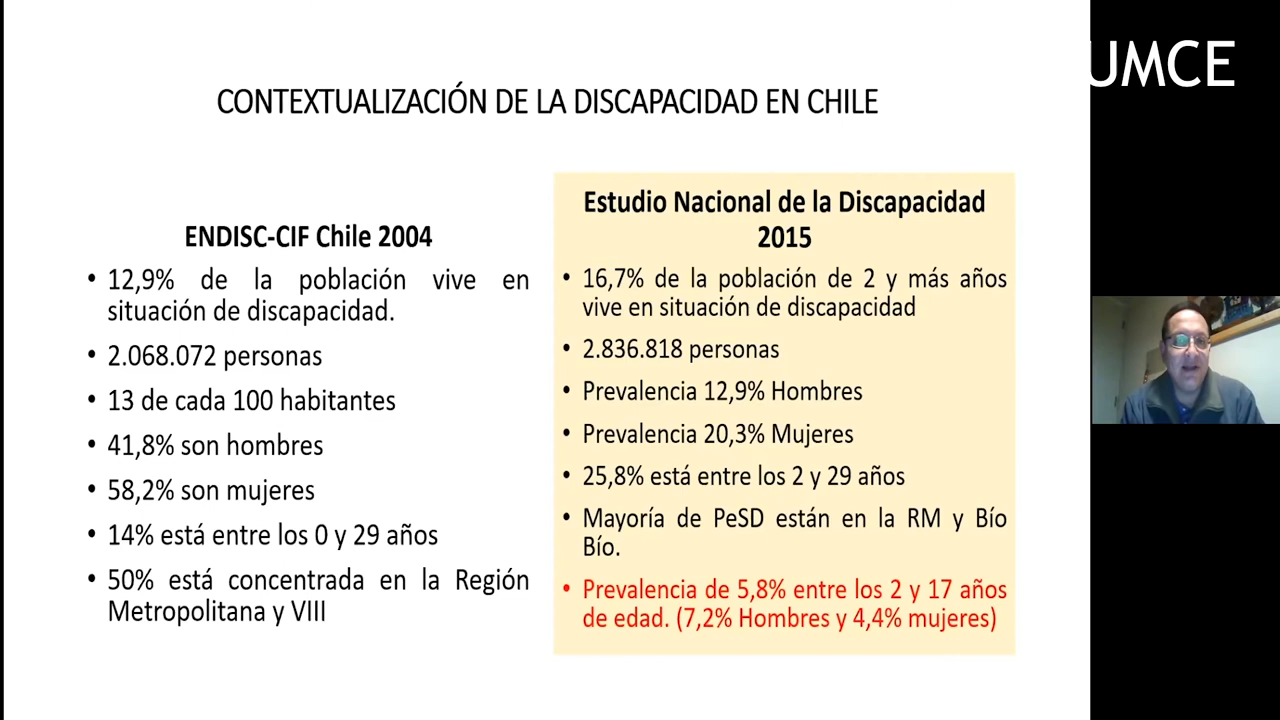 UMCE
CONTEXTUALIZACIÓN DE LA DISCAPACIDAD EN CHILE
ENDISC-CIF Chile 2004
• 12,9% de la población vive en
situación de discapacidad.
• 2.068.072 personas
• 13 de cada 100 habitantes
• 41,8% son hombres
• 58,2% son mujeres
• 14% está entre los 0 y 29 años
• 50% está concentrada en la Región
Metropolitana y VIII
Estudio Nacional de la Discapacidad
2015
• 16,7% de la población de 2 y más años
vive en situación de discapacidad
• 2.836.818 personas
• Prevalencia 12,9% Hombres
• Prevalencia 20,3% Mujeres
• 25,8% está entre los 2 y 29 años
• Mayoría de PeSD están en la RM y Bío
Bío.
• Prevalencia de 5,8% entre los 2 y 17 años
de edad. (7,2% Hombres y 4,4% mujeres)